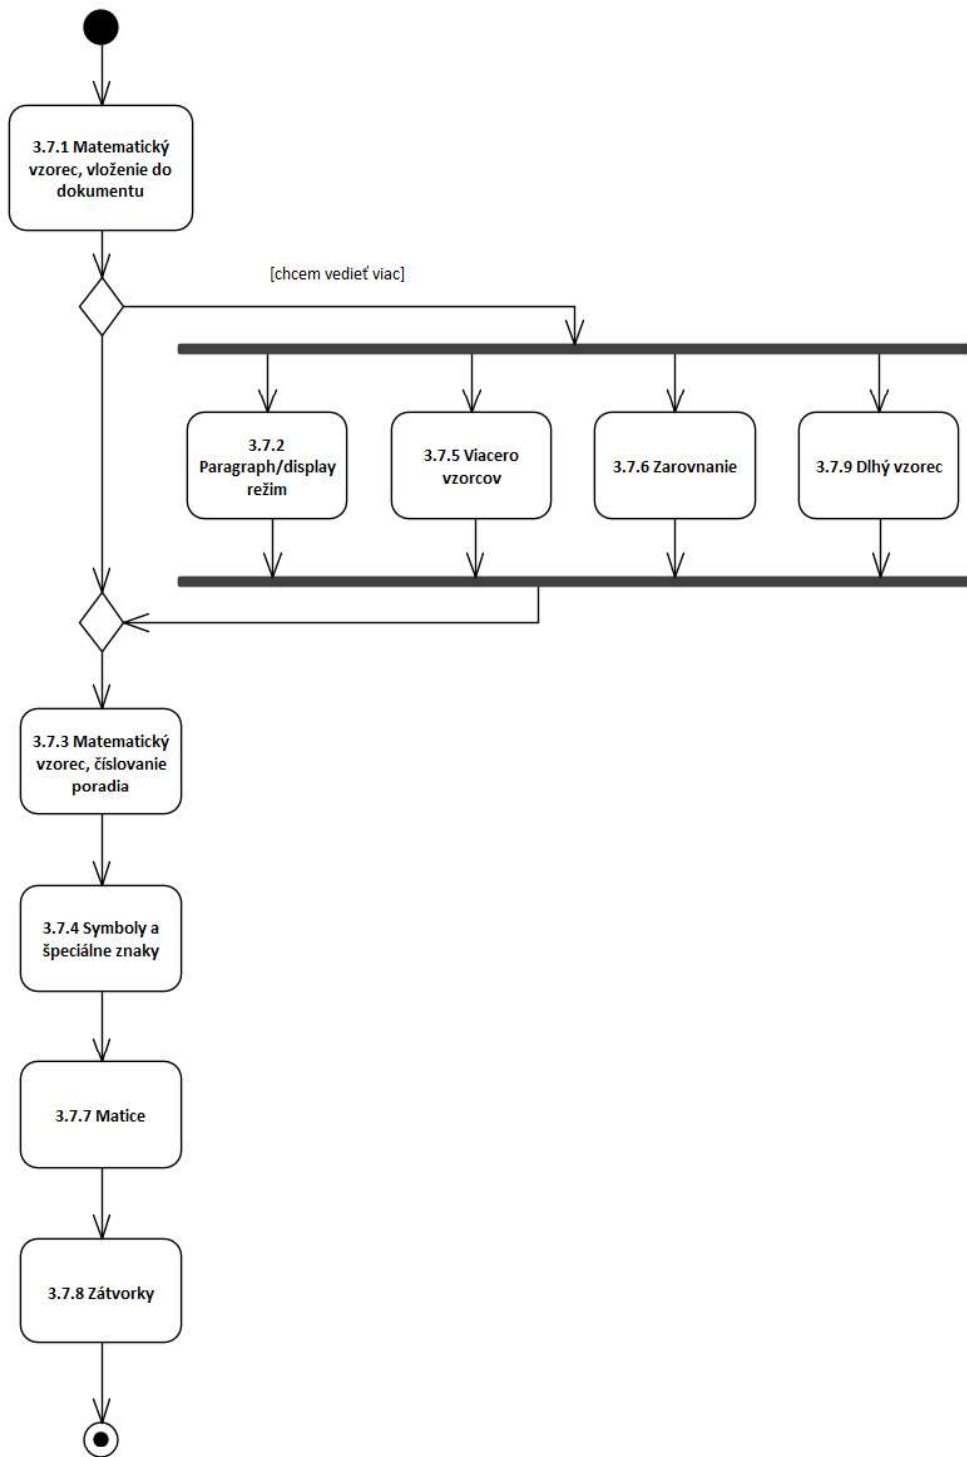 3.7.1 Matematický
vzorec, vloženie do
dokumentu
[chcem vedieť viac]
3.7.2
Paragraph/display
režim
3.7.5 Viacero
vzorcov
3.7.6 Zarovnanie
3.7.9 Dlhý vzorec
3.7.3 Matematický
vzorec, číslovanie
poradia
3.7.4 Symboly a
špeciálne znaky
3.7.7 Matice
3.7.8 Zátvorky